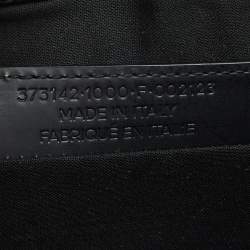 373142·1000·F·002123
MADE IN ITALY
FABRIQUE EN ITALIE